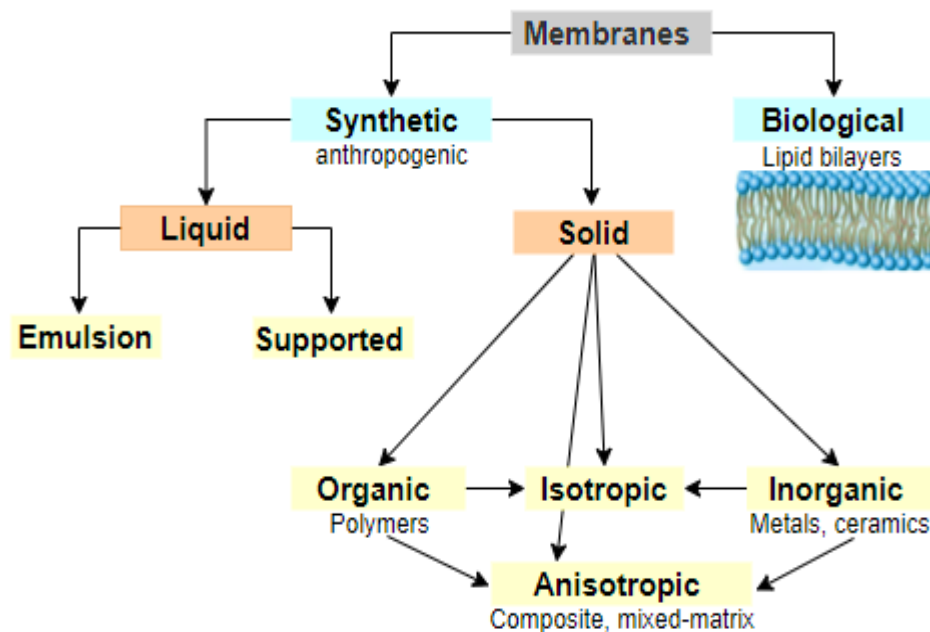 Membranes
Synthetic
anthropogenic
Biological
Lipid bilayers
Liquid
Solid
Emulsion
Supported
Organic
Polymers
Isotropic
Inorganic
Metals, ceramics
Anisotropic
Composite, mixed-matrix